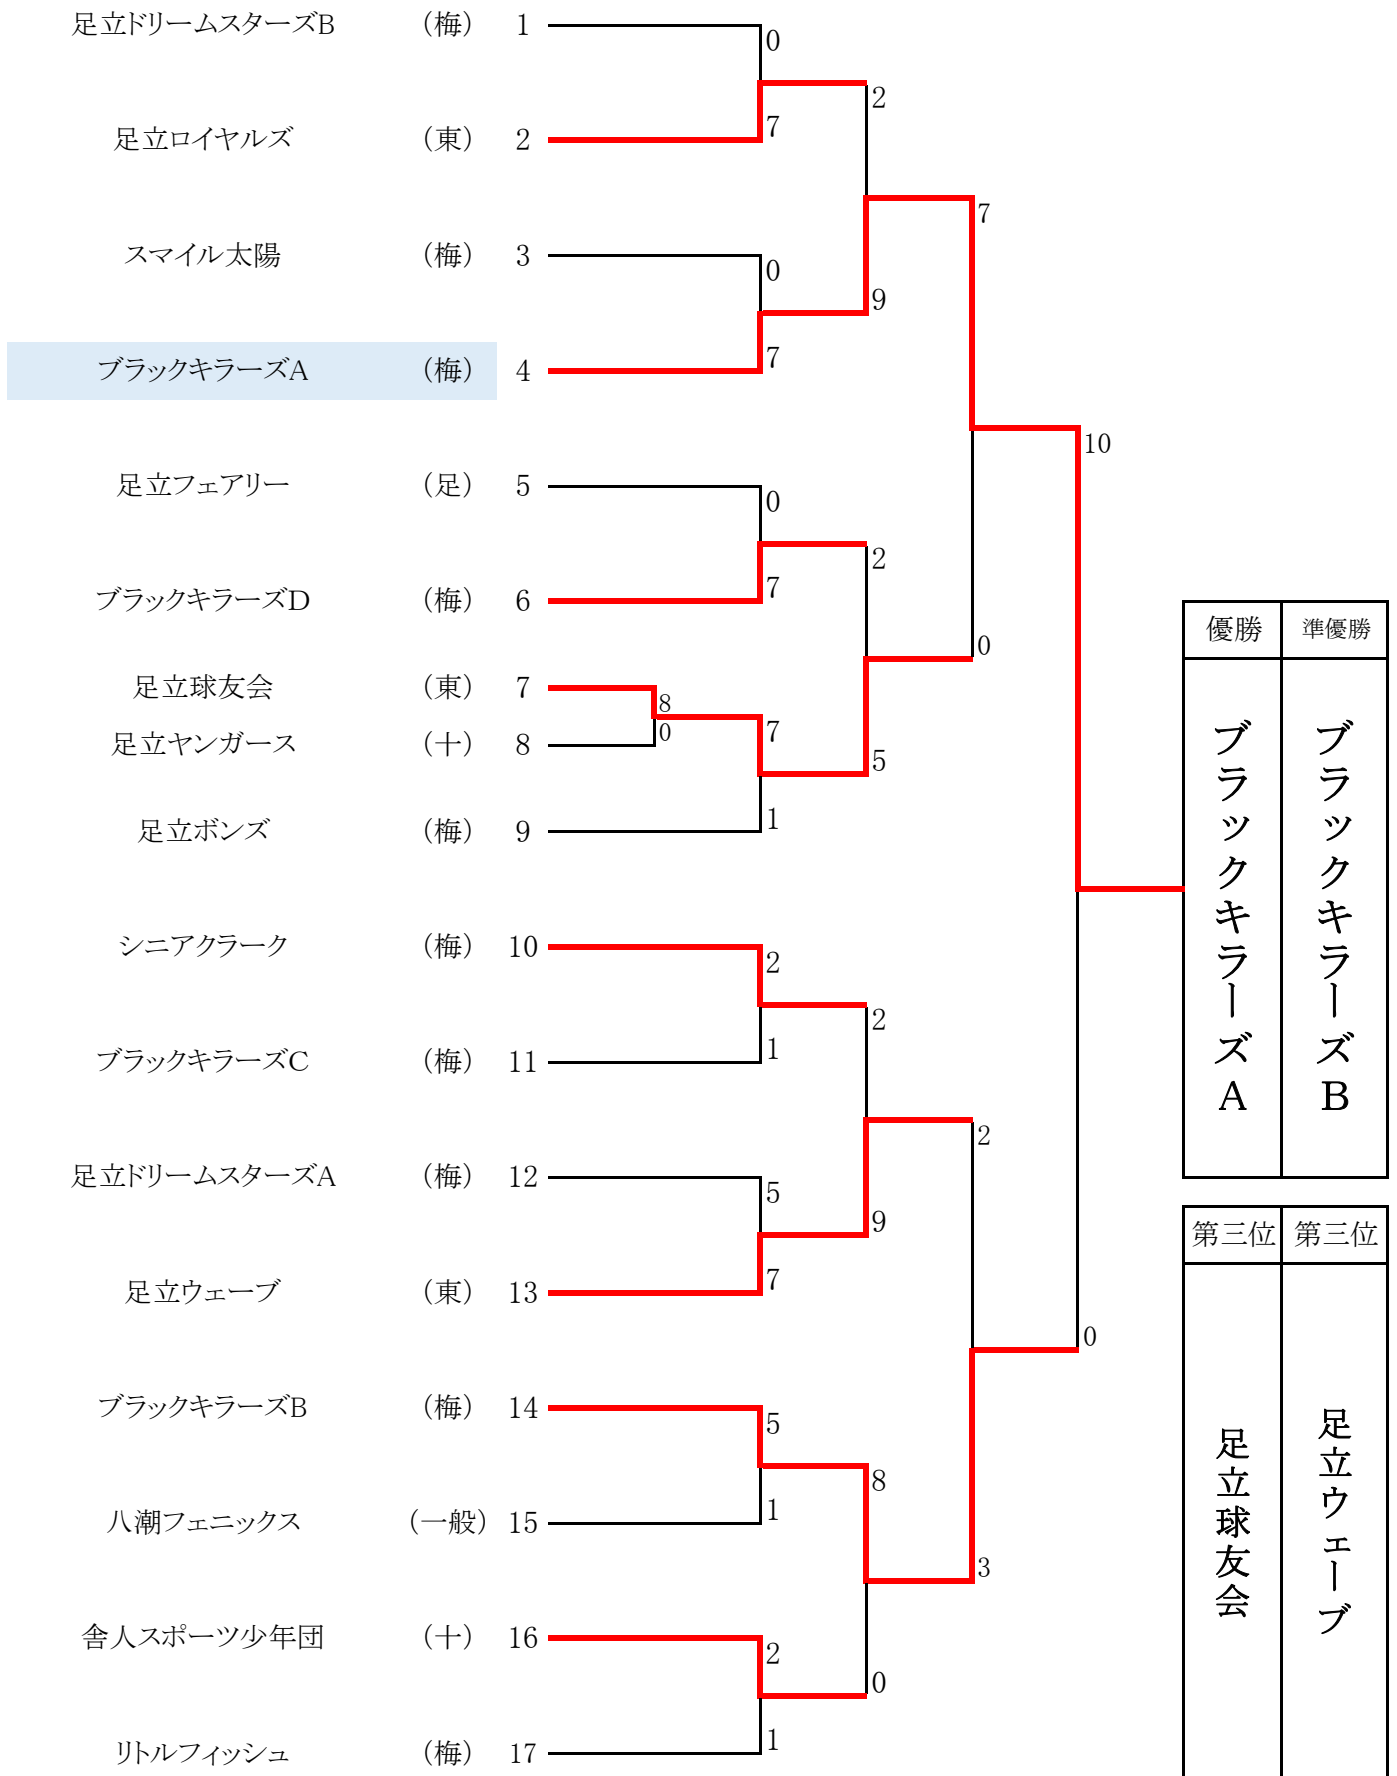 足立ドリームスターズB （梅） 1
0
2
7
足立ロイヤルズ （東） 2
7
スマイル太陽 （梅） 3
0
9
ブラックキラーズA （梅） 4
7
10
足立フェアリー （足） 5
0
2
ブラックキラーズD （梅） 6
7
0
足立球友会 （東） 7
8
0
7
足立ヤンガース （十） 8
5
足立ボンズ （梅） 9
1
シニアクラーク （梅） 10
2
2
ブラックキラーズC （梅） 11
1
2
足立ドリームスターズA （梅） 12
5
9
足立ウェーブ （東） 13
7
0
ブラックキラーズB （梅） 14
5
8
八潮フェニックス （一般） 15
1
3
舎人スポーツ少年団 （十） 16
2
0
リトルフィッシュ （梅） 17
1
優勝 準優勝
ブラックキラーズA
ブラックキラーズB
第三位 第三位
足立球友会
足立ウェーブ